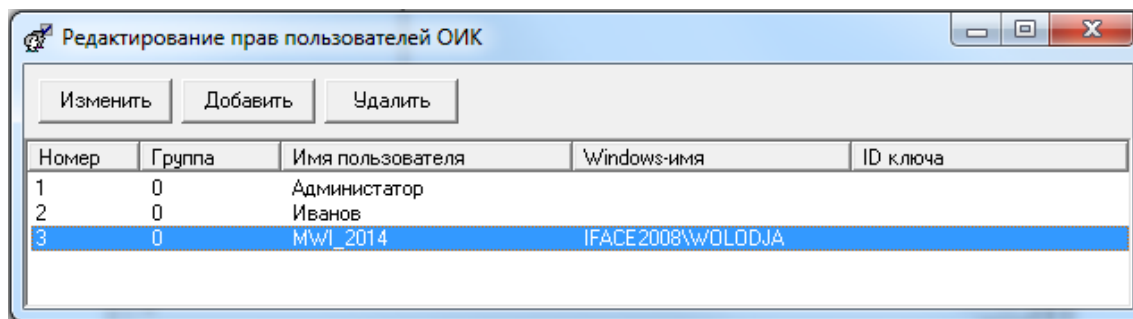 Редактирование прав пользователей ОИК
Изменить Добавить Удалить
Номер Группа Имя пользователя Windows-имя ID ключа
1 0 Администатор
2 0 Иванов
3 0 MWI_2014 IFACE2008\WOLODJA